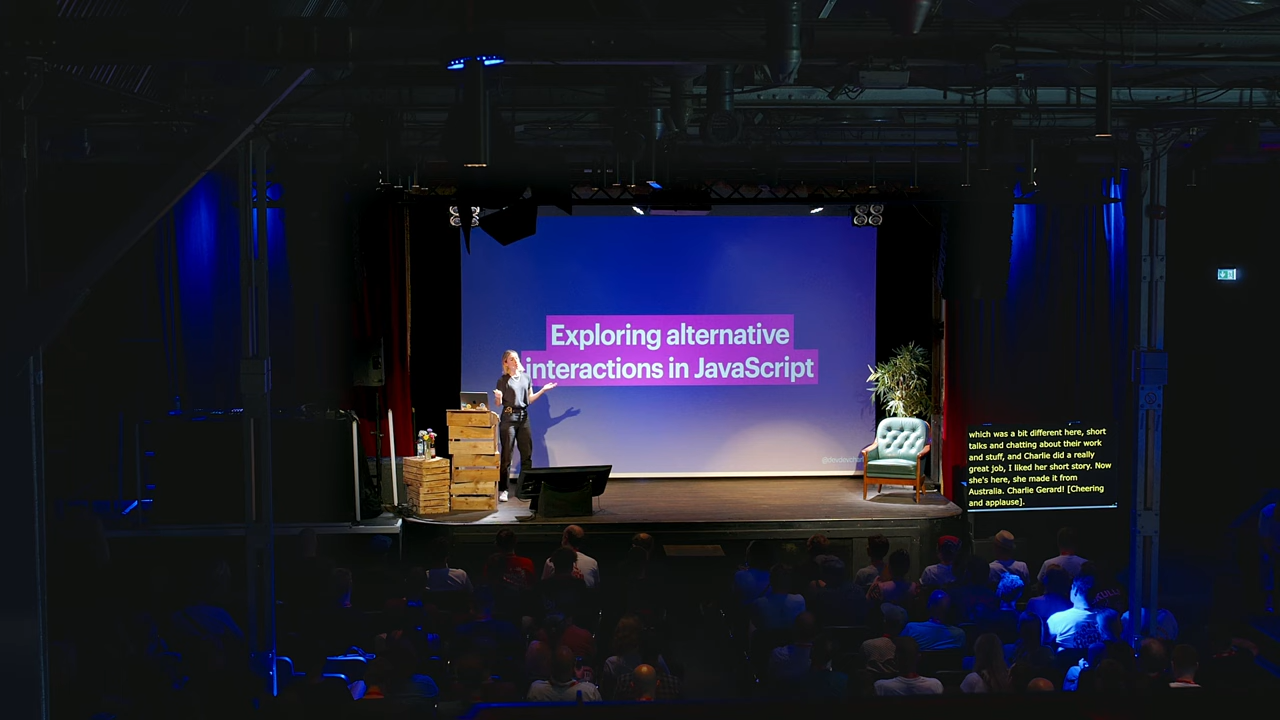 Exploring alternative
interactions in JavaScript
which was a bit different here, short
talks and chatting about their work
and stuff, and Charlie did a really
great job, I liked her short story. Now
she's here, she made it from
Australia. Charlie Gerard! [Cheering
and applause].